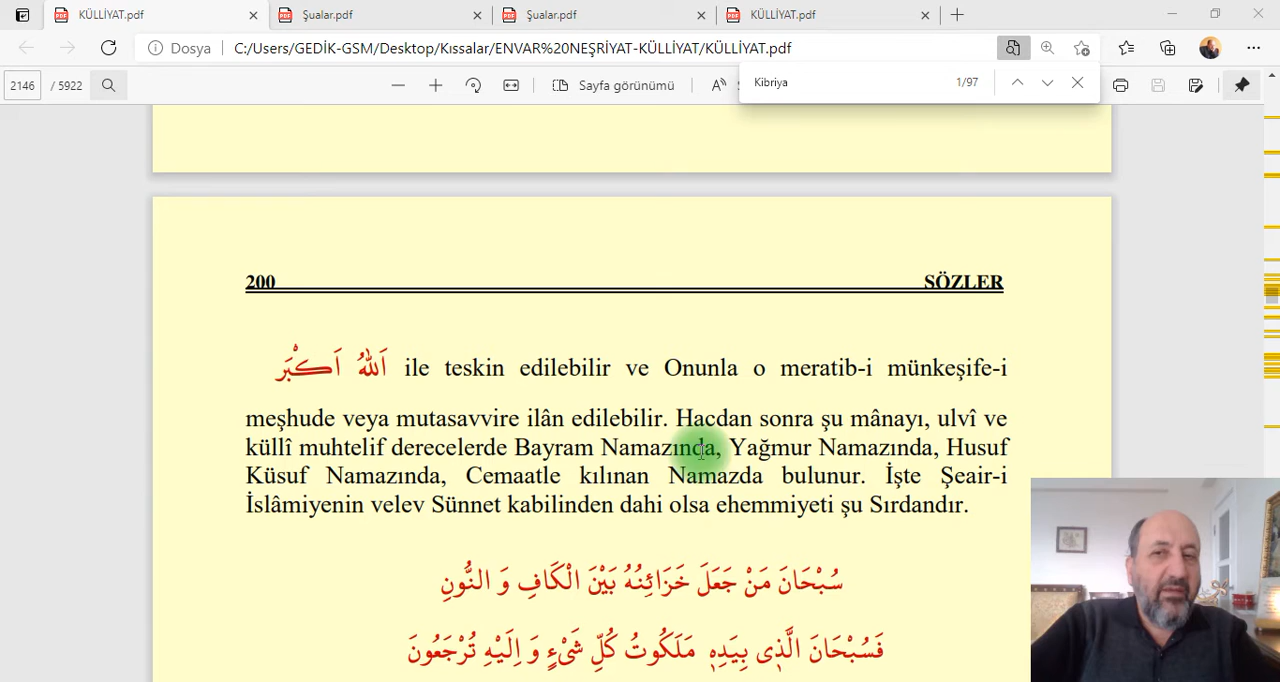 KÜLLİYAT.pdf
Şualar.pdf
Şualar.pdf
KÜLLİYAT.pdf
Dosya
C:/Users/GEDİK-GSM/Desktop/Kıssalar/ENVAR%20NEŞRİYAT-KÜLLİYAT/KÜLLİYAT.pdf
2146 / 5922
Sayfa görünümü
Kibriya 1/97
200 SÖZLER
اَللّٰهُ اَكْبَر ile teskin edilebilir ve Onunla o meratib-i münkeşife-i
meşhude veya mutasavvire ilân edilebilir. Hacdan sonra şu mânayı, ulvî ve
küllî muhtelif derecelerde Bayram Namazında, Yağmur Namazında, Husuf
Küsuf Namazında, Cemaatle kılınan Namazda bulunur. İşte Şeair-i
İslâmiyenin velev Sünnet kabilinden dahi olsa ehemmiyeti şu Sırdandır.
سُبْحَانَ مَنْ جَعَلَ خَزَائِنُهُ بَيْنَ الْكَافِ وَ النُّونِ
فَسُبْحَانَ الَّذٖى بِيَدِهٖ مَلَكُوتُ كُلِّ شَیْءٍ وَ اِلَيْهِ تُرْجَعُونَ